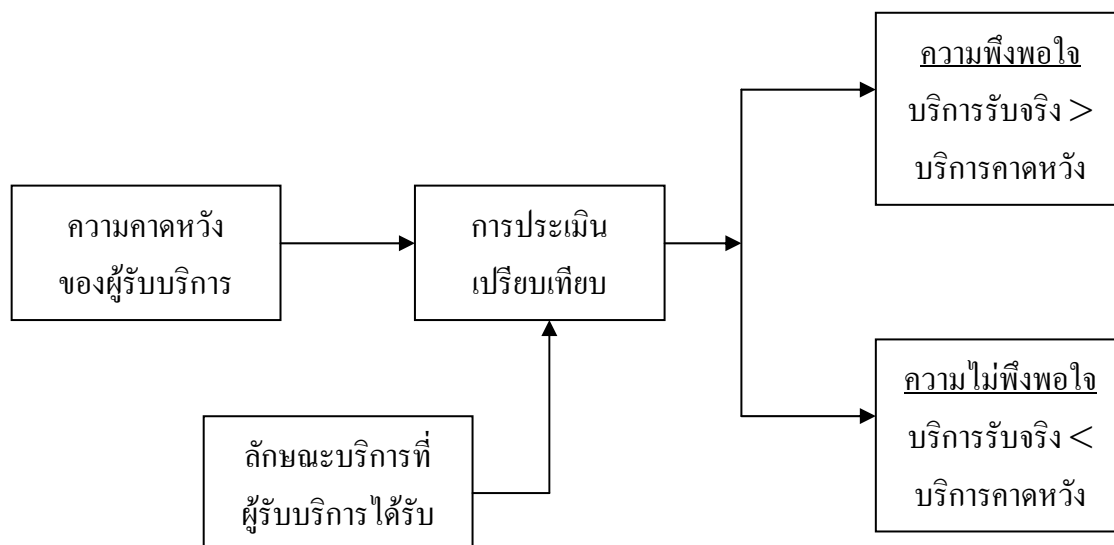 ความพึงพอใจ
บริการรับจริง >
บริการคาดหวัง
ความคาดหวัง
ของผู้รับบริการ
การประเมิน
เปรียบเทียบ
ความไม่พึงพอใจ
บริการรับจริง <
บริการคาดหวัง
ลักษณะบริการที่
ผู้รับบริการได้รับ